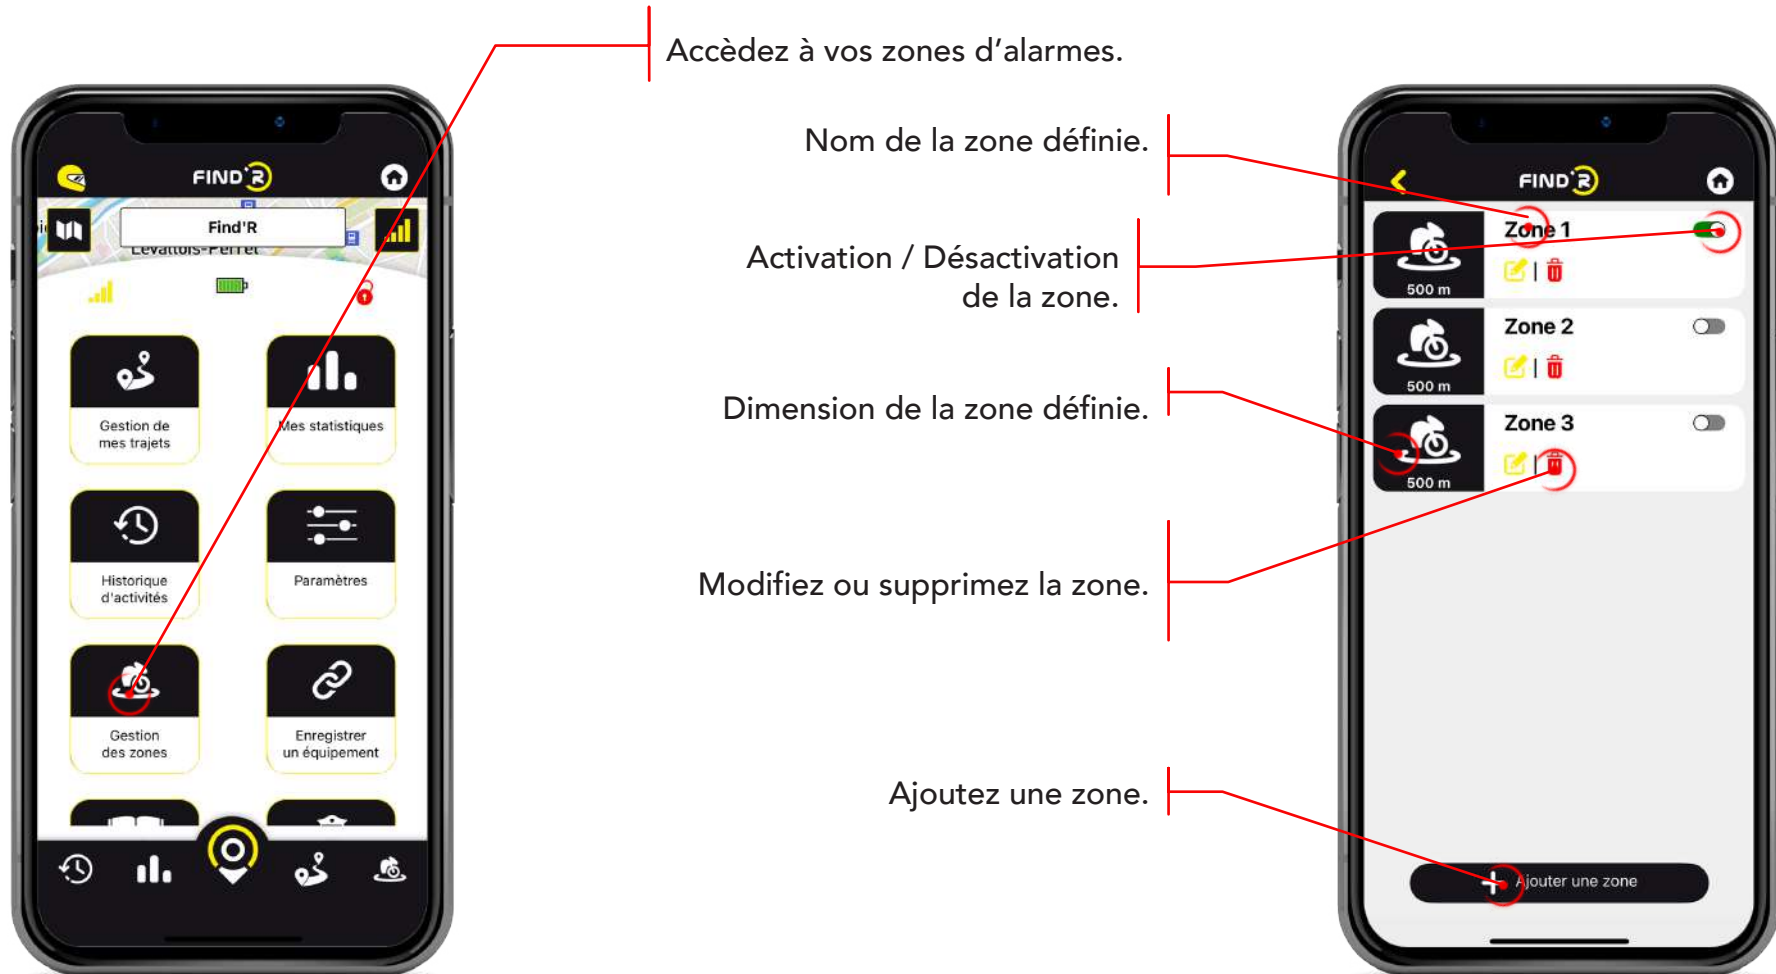 Accèdez à vos zones d'alarmes.
Nom de la zone définie.
Activation / Désactivation
de la zone.
Dimension de la zone définie.
Modifiez ou supprimez la zone.
Ajoutez une zone.
FIND'R
Find'R
Levallois-Perret
Gestion de
mes trajets
Mes statistiques
Historique
d'activités
Paramètres
Gestion
des zones
Enregistrer
un équipement
FIND'R
Zone 1
500 m
Zone 2
500 m
Zone 3
500 m
Ajouter une zone